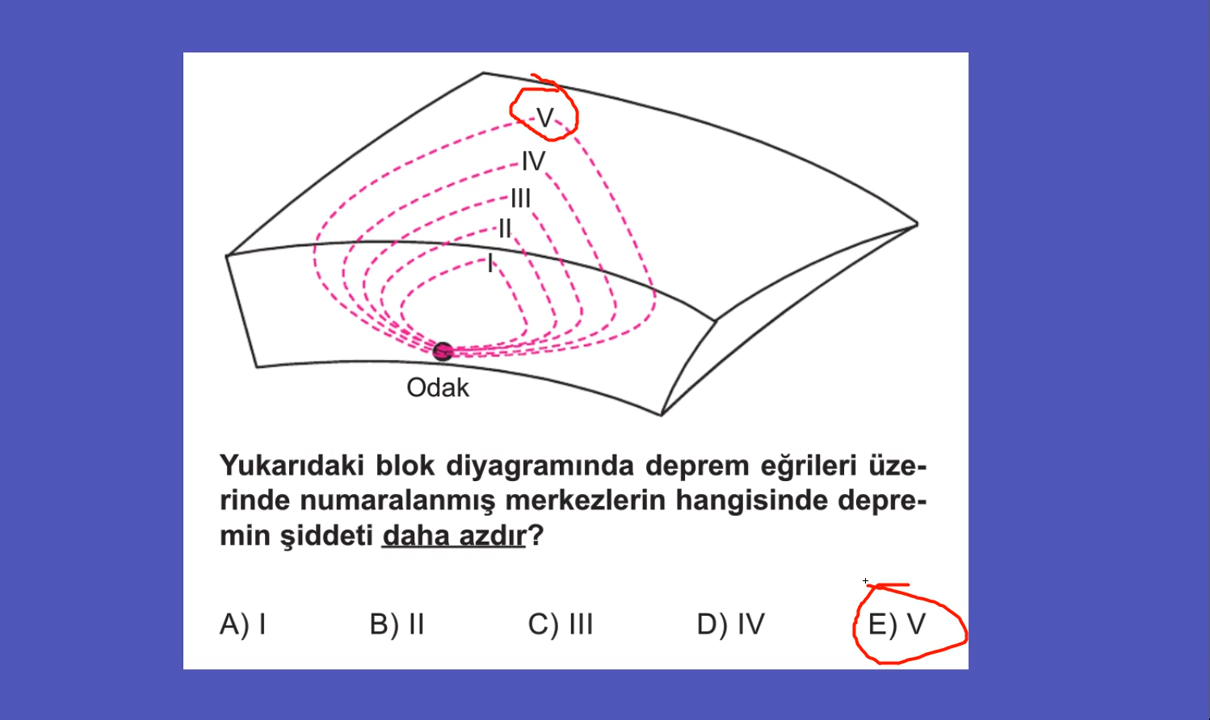 V
IV
III
II
I
Odak
Yukarıdaki blok diyagramında deprem eğrileri üze-
rinde numaralanmış merkezlerin hangisinde depre-
min şiddeti daha azdır?
A) I B) II C) III D) IV E) V